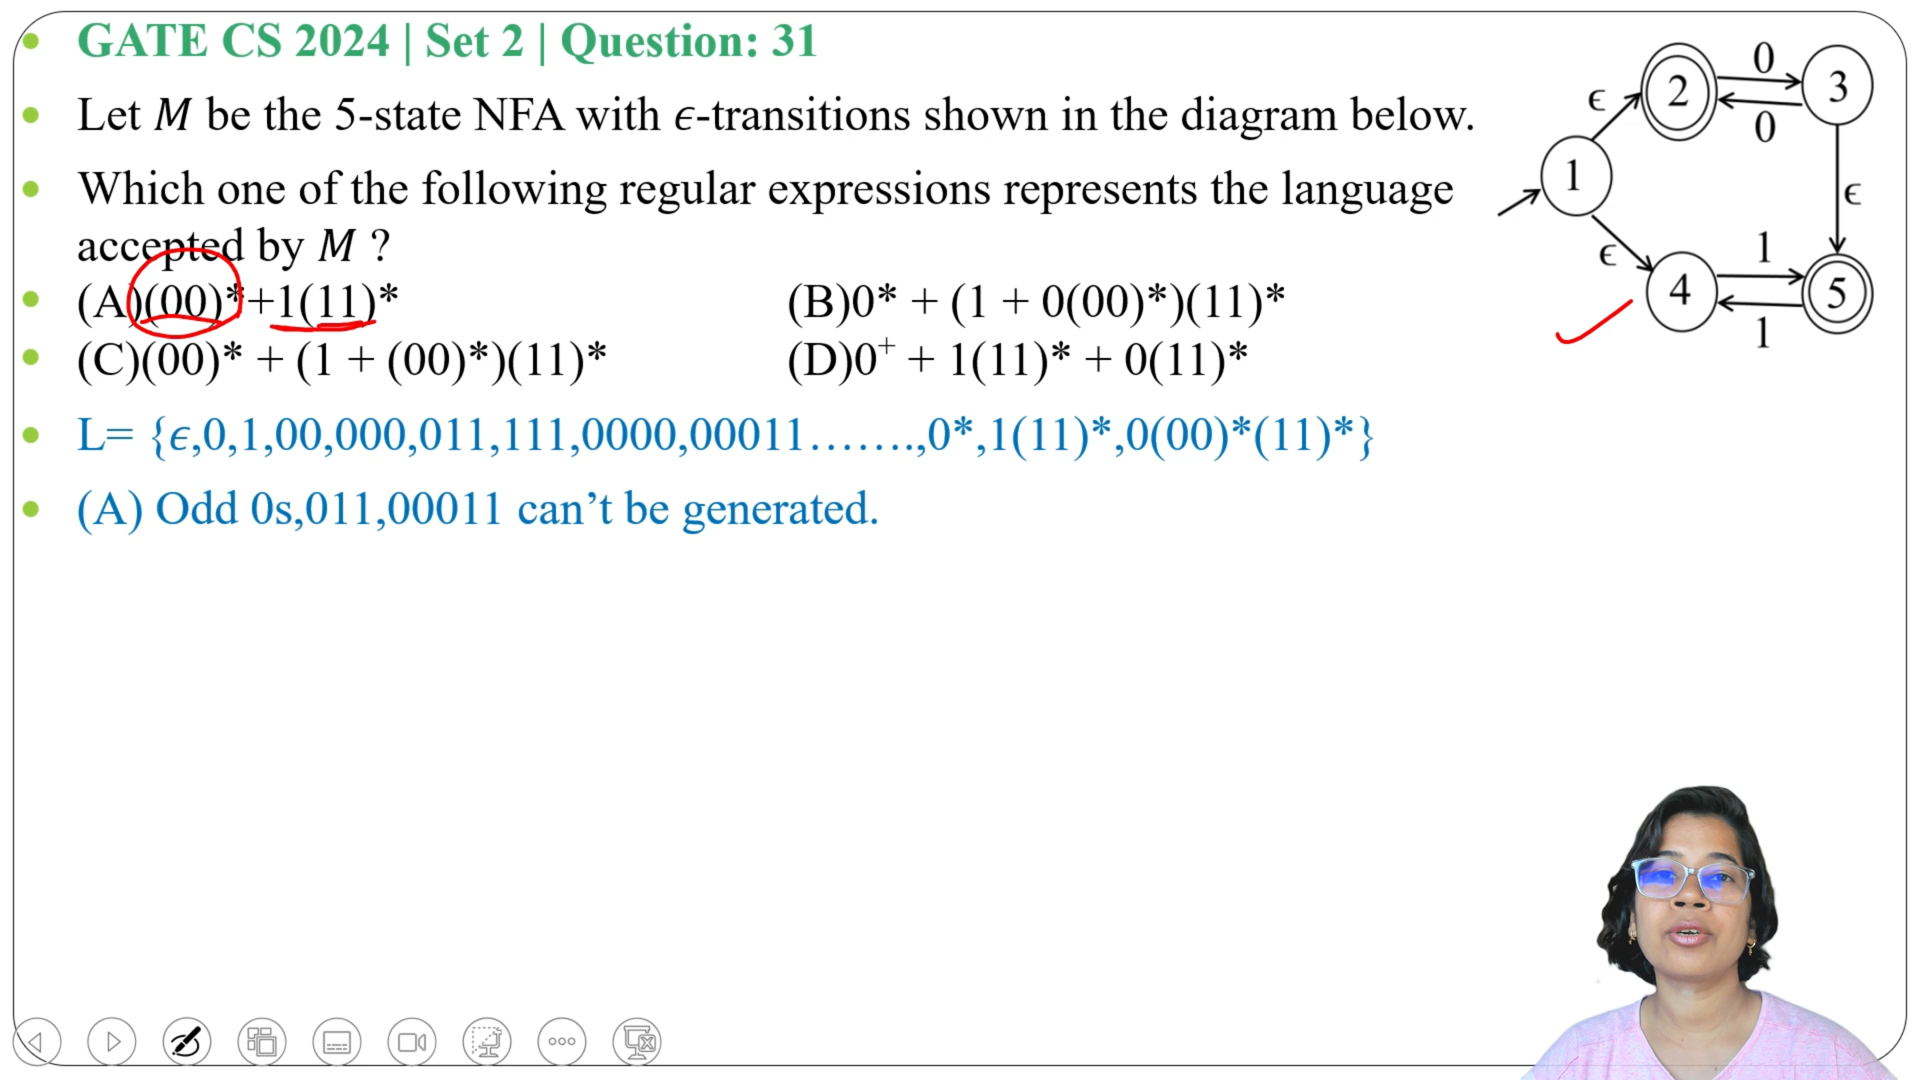 GATE CS 2024 | Set 2 | Question: 31
Let M be the 5-state NFA with ϵ-transitions shown in the diagram below.
Which one of the following regular expressions represents the language
accepted by M ?
(A)(00)*+1(11)*
(B)0* + (1 + 0(00)*)(11)*
(C)(00)* + (1 + (00)*)(11)*
(D)0⁺ + 1(11)* + 0(11)*
L= {ϵ,0,1,00,000,011,111,0000,00011…….,0*,1(11)*,0(00)*(11)*}
(A) Odd 0s,011,00011 can’t be generated.
0
ϵ 2 3
0
1 ϵ
ϵ 1
4 5
1